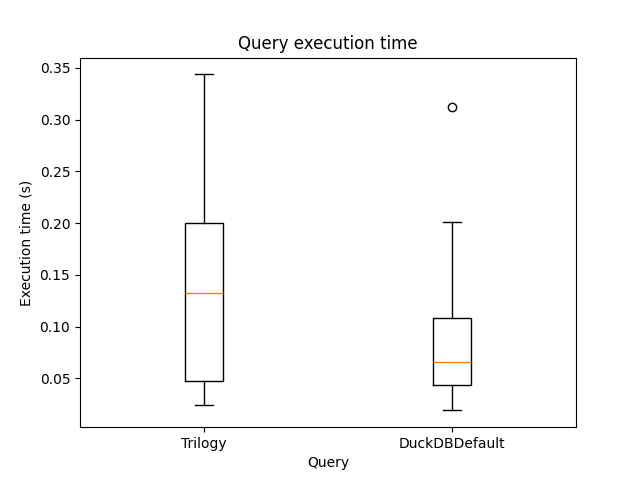 Query execution time
Execution time (s)
0.35
0.30
0.25
0.20
0.15
0.10
0.05
Trilogy
DuckDBDefault
Query